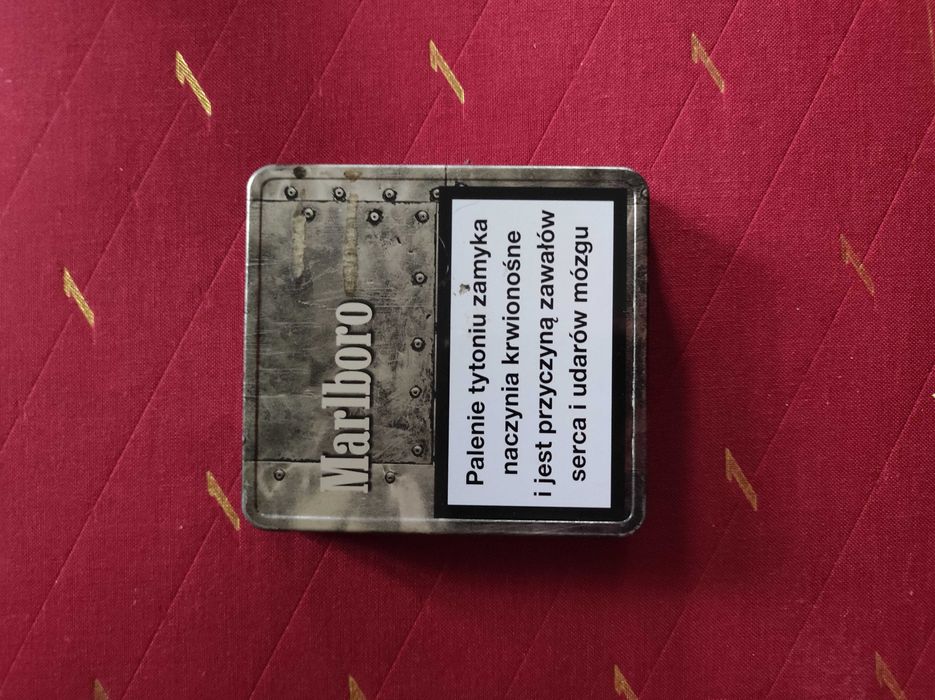 Marlboro
Palenie tytoniu zamyka
naczynia krwionośne
i jest przyczyną zawałów
serca i udarów mózgu